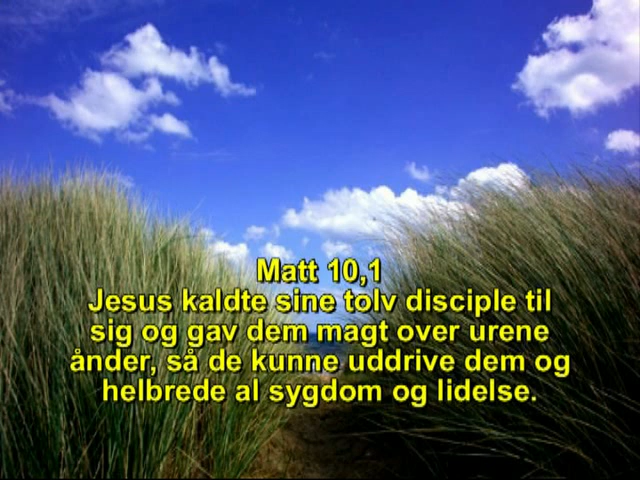 Matt 10,1
Jesus kaldte sine tolv disciple til
sig og gav dem magt over urene
ånder, så de kunne uddrive dem og
helbrede al sygdom og lidelse.